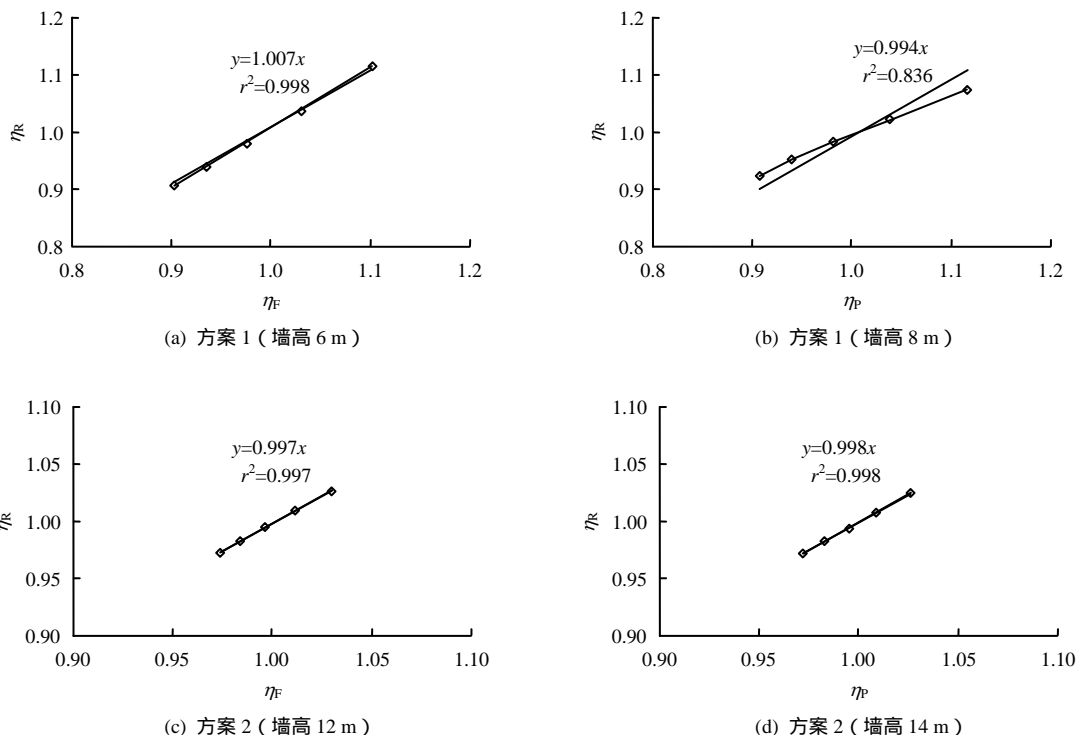 1.2
y=1.007x
r²=0.998
1.1
1.0
0.9
0.8
ηR
0.8 0.9 1.0 1.1 1.2
ηF
(a) 方案 1（墙高 6 m）
1.2
y=0.994x
r²=0.836
1.1
1.0
0.9
0.8
ηR
0.8 0.9 1.0 1.1 1.2
ηP
(b) 方案 1（墙高 8 m）
1.10
y=0.997x
r²=0.997
1.05
1.00
0.95
0.90
ηR
0.90 0.95 1.00 1.05 1.10
ηF
(c) 方案 2（墙高 12 m）
1.10
y=0.998x
r²=0.998
1.05
1.00
0.95
0.90
ηR
0.90 0.95 1.00 1.05 1.10
ηP
(d) 方案 2（墙高 14 m）